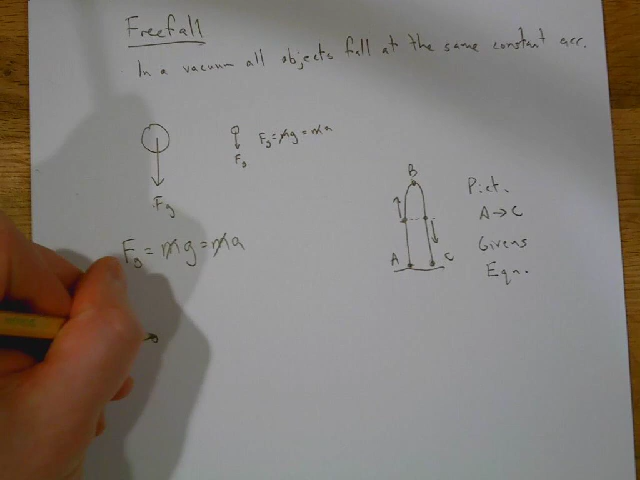 Freefall
In a vacuum all objects fall at the same constant acc.
Fg = mg = ma
Fg
Fg
Fg = mg = ma
B
A
C
Pict.
A → C
Givens
Eqn.